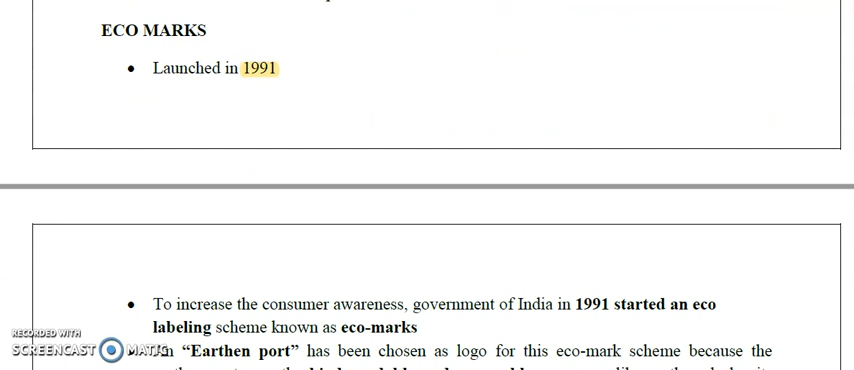 ECO MARKS
• Launched in 1991
• To increase the consumer awareness, government of India in 1991 started an eco
labeling scheme known as eco-marks
RECORDED WITH
SCREENCAST MATIC
"Earthen port" has been chosen as logo for this eco-mark scheme because the